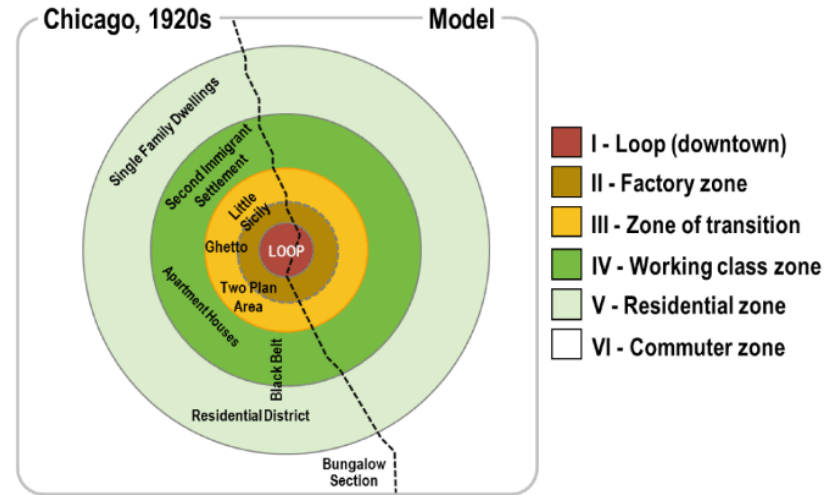 Chicago, 1920s
Model
Single Family Dwellings
Second Immigrant
Settlement
Little
Sicily
Ghetto
LOOP
Two Plan
Area
Apartment Houses
Black Belt
Residential District
Bungalow
Section
I - Loop (downtown)
II - Factory zone
III - Zone of transition
IV - Working class zone
V - Residential zone
VI - Commuter zone